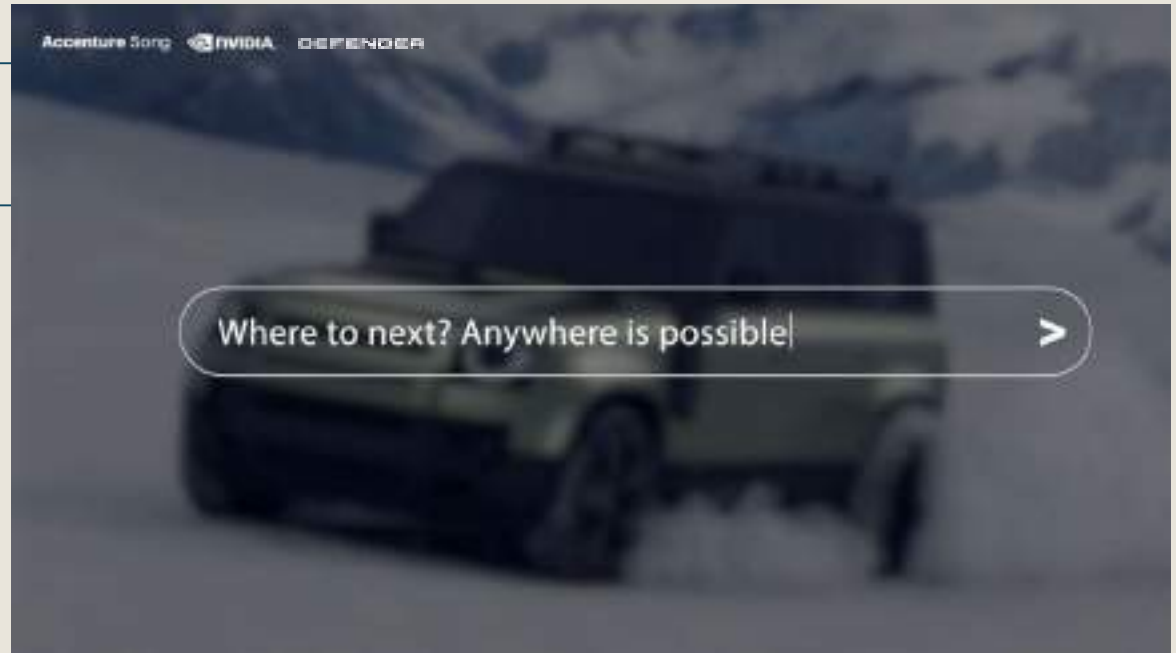 Accenture Song NVIDIA DEFENDER
Where to next? Anywhere is possible
>